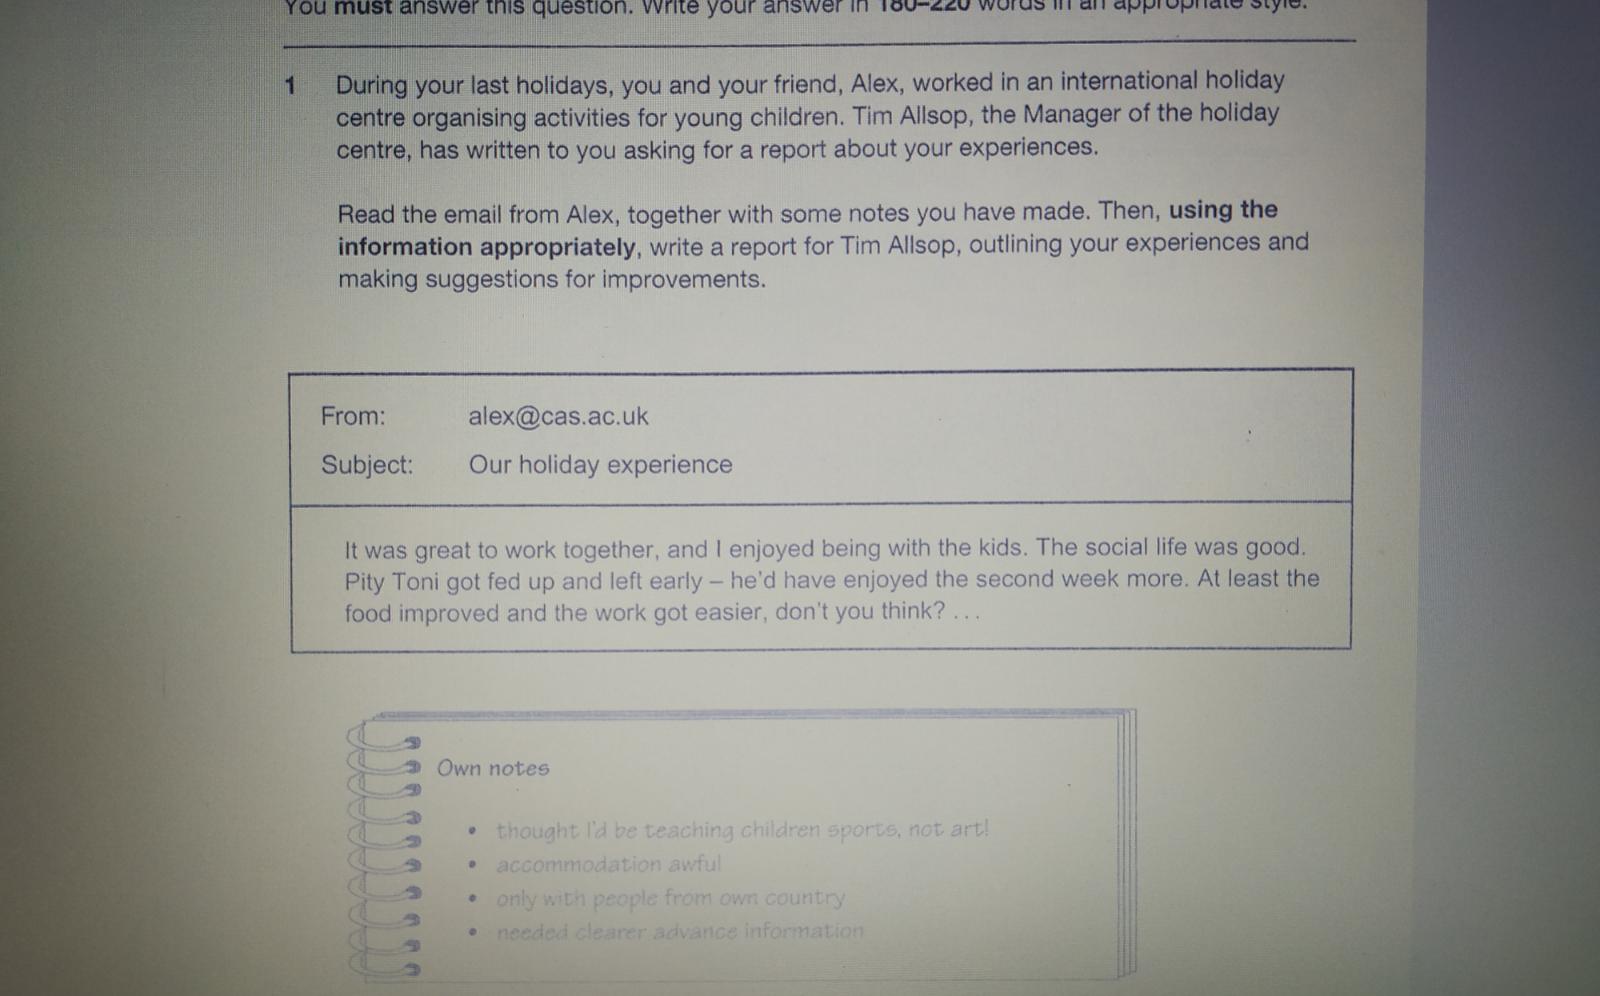 You must answer this question. Write your answer in 180–220 words in an appropriate style.
1 During your last holidays, you and your friend, Alex, worked in an international holiday
centre organising activities for young children. Tim Allsop, the Manager of the holiday
centre, has written to you asking for a report about your experiences.
Read the email from Alex, together with some notes you have made. Then, using the
information appropriately, write a report for Tim Allsop, outlining your experiences and
making suggestions for improvements.
From: alex@cas.ac.uk
Subject: Our holiday experience
It was great to work together, and I enjoyed being with the kids. The social life was good.
Pity Toni got fed up and left early – he'd have enjoyed the second week more. At least the
food improved and the work got easier, don't you think? . . .
Own notes
• thought I'd be teaching children sports, not art!
• accommodation awful
• only with people from own country
• needed clearer advance information